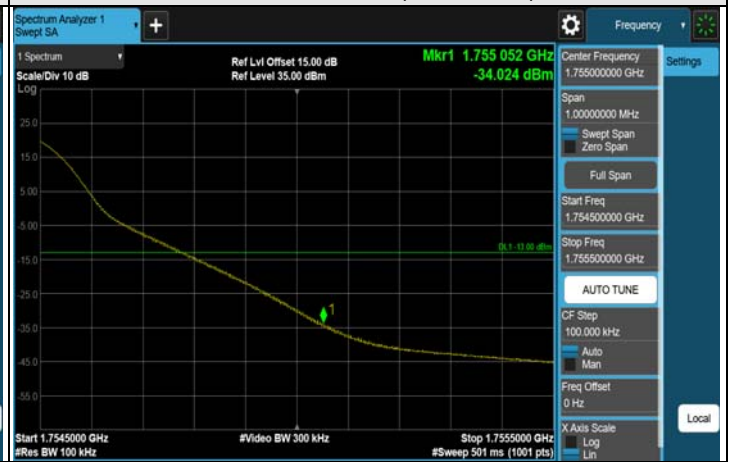 Spectrum Analyzer 1
Swept SA
+
Frequency
1 Spectrum
Scale/Div 10 dB
Log
Ref Lvl Offset 15.00 dB
Ref Level 35.00 dBm
Mkr1 1.755 052 GHz
-34.024 dBm
25.0
15.0
5.00
-5.00
-15.0
-25.0
-35.0
-45.0
-55.0
DL1 -13.00 dBm
1
Start 1.7545000 GHz
#Res BW 100 kHz
#Video BW 300 kHz
Stop 1.7555000 GHz
#Sweep 501 ms (1001 pts)
Center Frequency
1.755000000 GHz
Settings
Span
1.00000000 MHz
Swept Span
Zero Span
Full Span
Start Freq
1.754500000 GHz
Stop Freq
1.755500000 GHz
AUTO TUNE
CF Step
100.000 kHz
Auto
Man
Freq Offset
0 Hz
X Axis Scale
Log
Lin
Local